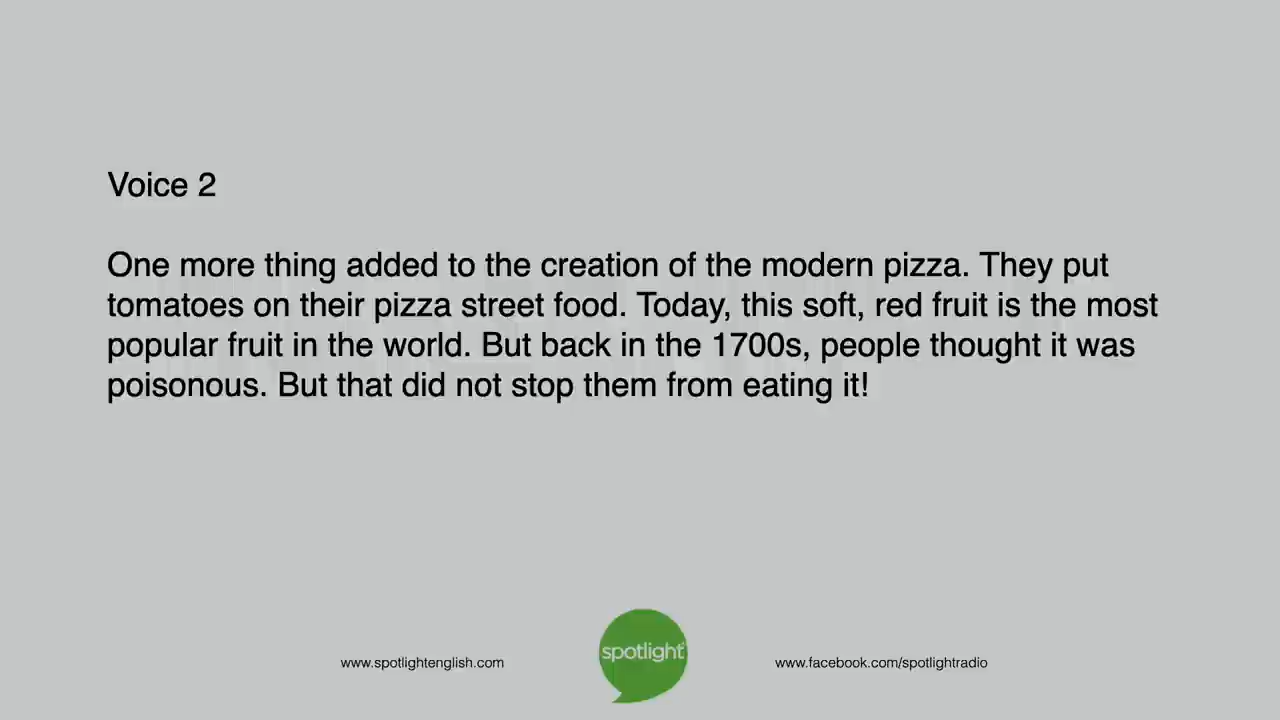 Voice 2
One more thing added to the creation of the modern pizza. They put
tomatoes on their pizza street food. Today, this soft, red fruit is the most
popular fruit in the world. But back in the 1700s, people thought it was
poisonous. But that did not stop them from eating it!
spotlight
www.spotlightenglish.com
www.facebook.com/spotlightradio